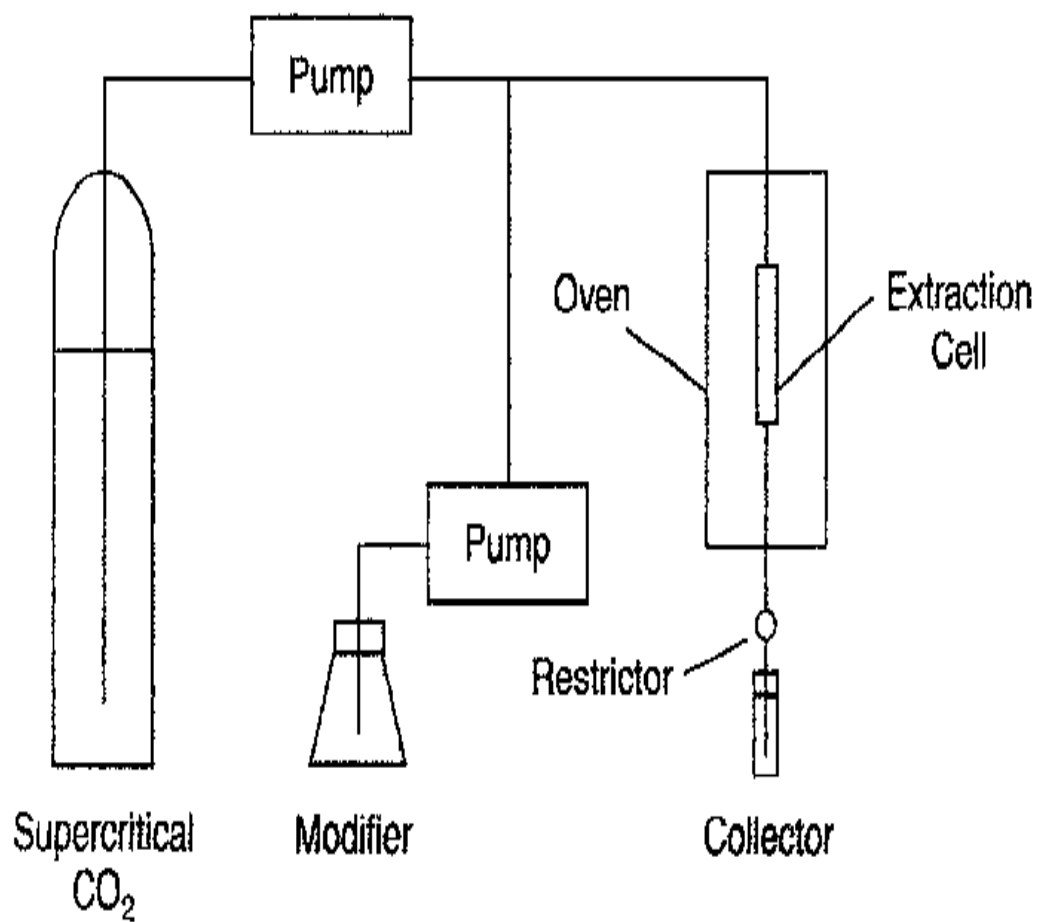 Pump
Oven
Extraction
Cell
Pump
Restrictor
Supercritical
CO₂
Modifier
Collector